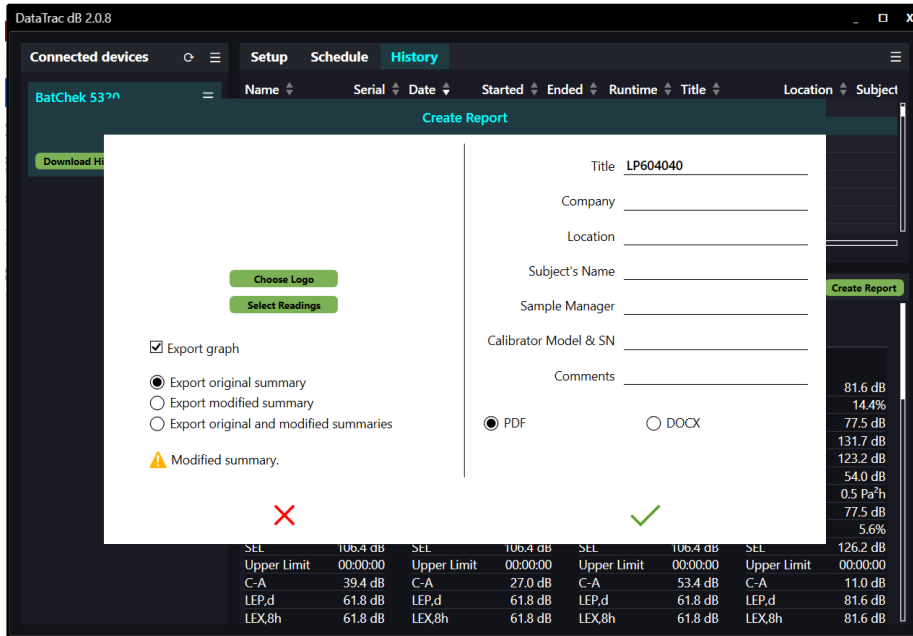 DataTrac dB 2.0.8
Connected devices
Setup Schedule History
BatChek 5320
Name Serial Date Started Ended Runtime Title Location Subject
Create Report
Download Hi
Title LP604040
Company
Location
Choose Logo
Subject's Name
Create Report
Select Readings
Sample Manager
Calibrator Model & SN
Export graph
Comments
Export original summary
81.6 dB
Export modified summary
14.4%
Export original and modified summaries
PDF DOCX
77.5 dB
131.7 dB
Modified summary.
123.2 dB
54.0 dB
0.5 Pa²h
77.5 dB
5.6%
SEL 106.4 dB SEL 106.4 dB SEL 106.4 dB SEL 126.2 dB
Upper Limit 00:00:00 Upper Limit 00:00:00 Upper Limit 00:00:00 Upper Limit 00:00:00
C-A 39.4 dB C-A 27.0 dB C-A 53.4 dB C-A 11.0 dB
LEP,d 61.8 dB LEP,d 61.8 dB LEP,d 61.8 dB LEP,d 81.6 dB
LEX,8h 61.8 dB LEX,8h 61.8 dB LEX,8h 61.8 dB LEX,8h 81.6 dB